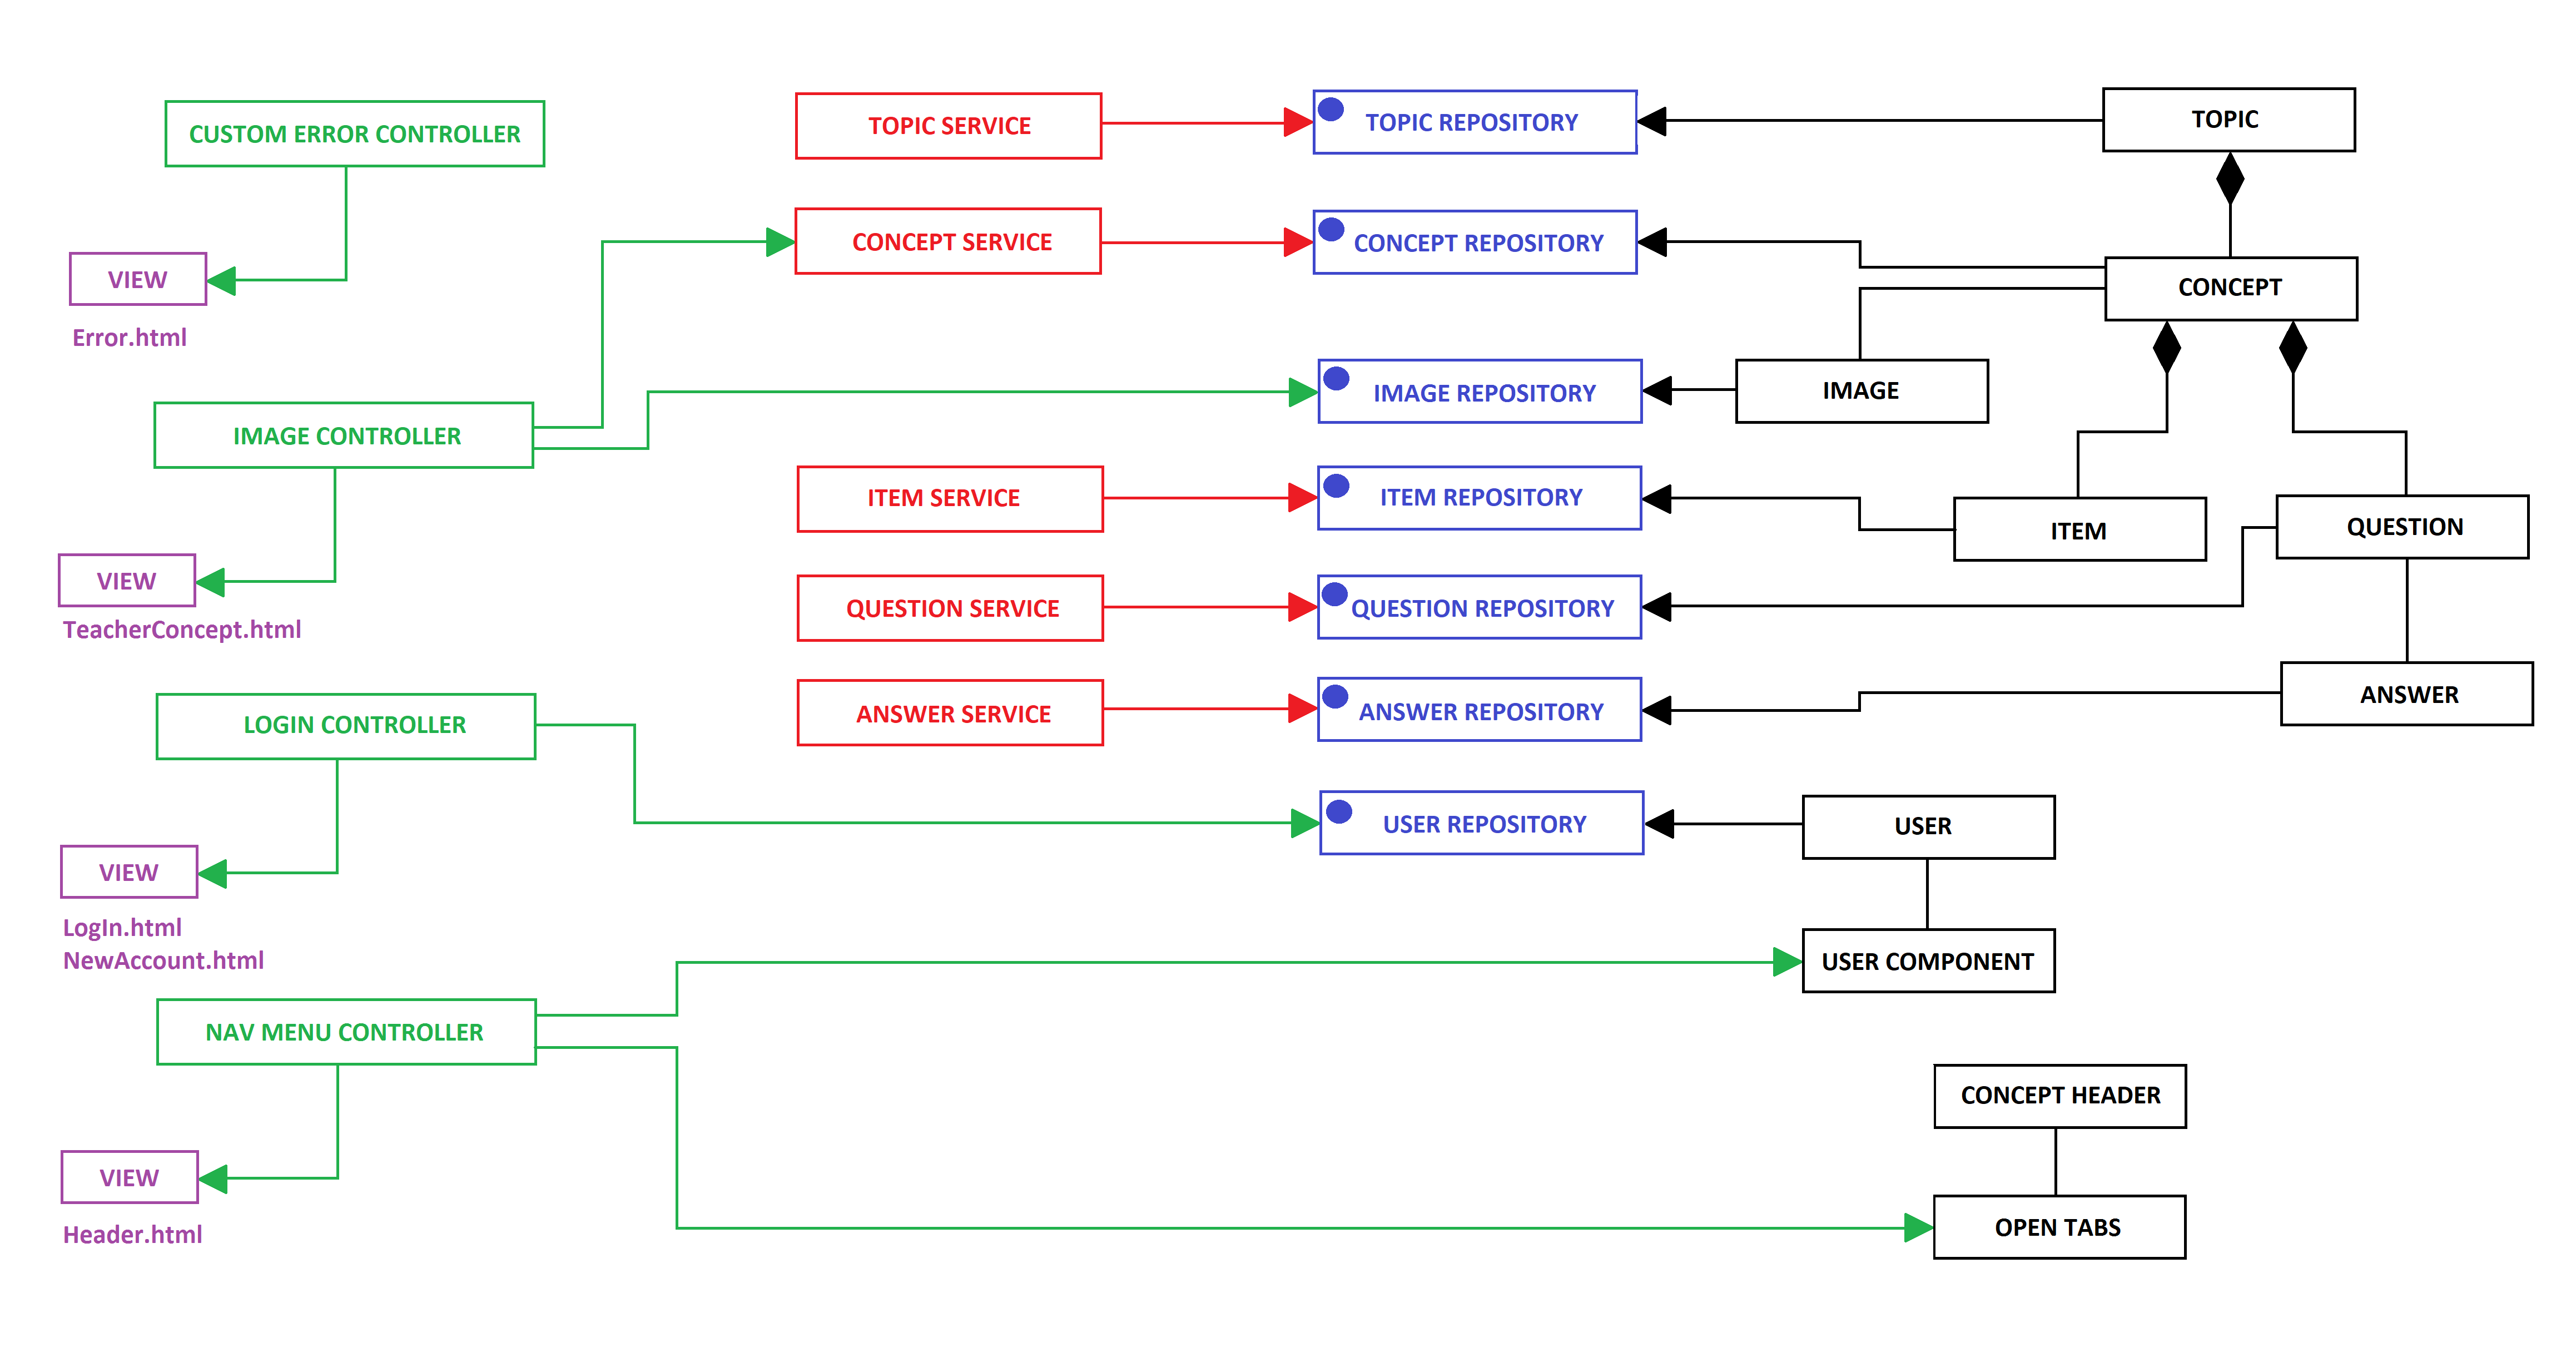 CUSTOM ERROR CONTROLLER
VIEW
Error.html
IMAGE CONTROLLER
VIEW
TeacherConcept.html
LOGIN CONTROLLER
VIEW
LogIn.html
NewAccount.html
NAV MENU CONTROLLER
VIEW
Header.html
TOPIC SERVICE
CONCEPT SERVICE
ITEM SERVICE
QUESTION SERVICE
ANSWER SERVICE
TOPIC REPOSITORY
CONCEPT REPOSITORY
IMAGE REPOSITORY
ITEM REPOSITORY
QUESTION REPOSITORY
ANSWER REPOSITORY
USER REPOSITORY
TOPIC
CONCEPT
IMAGE
ITEM
QUESTION
ANSWER
USER
USER COMPONENT
CONCEPT HEADER
OPEN TABS